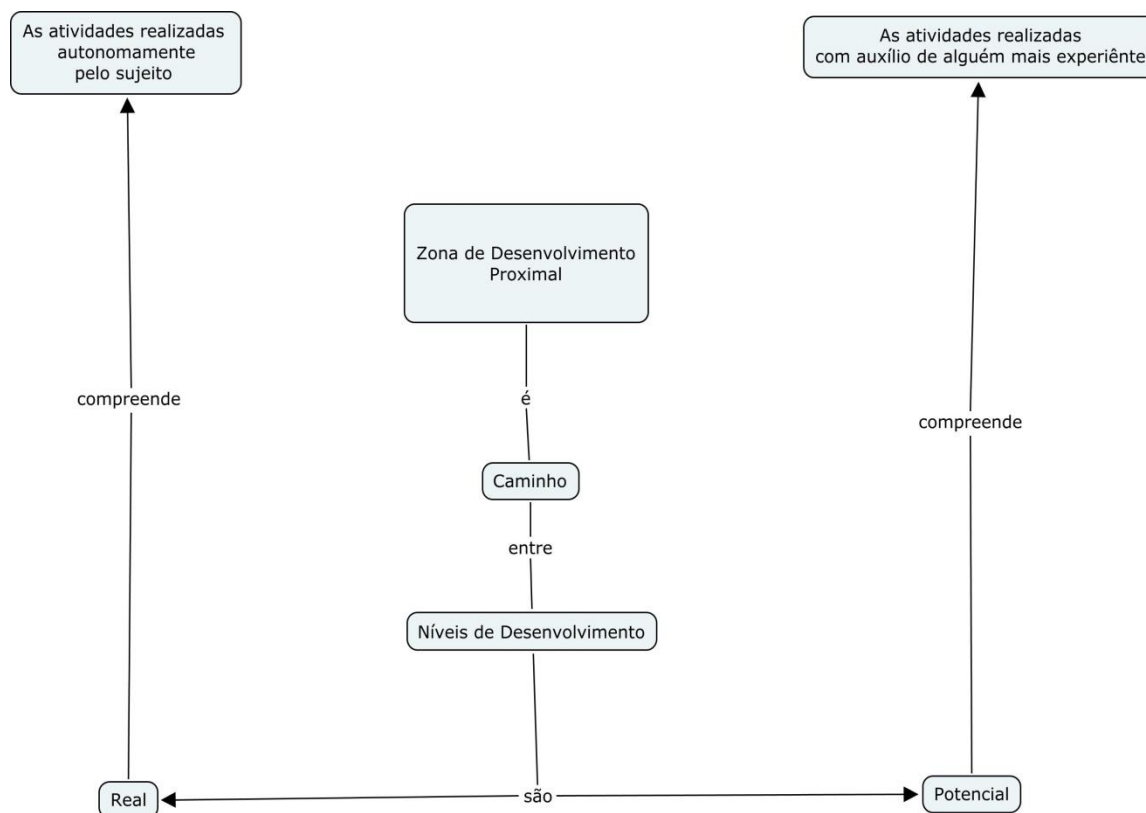 As atividades realizadas
autonomamente
pelo sujeito
As atividades realizadas
com auxílio de alguém mais experiênte
Zona de Desenvolvimento
Proximal
compreende
é
compreende
Caminho
entre
Níveis de Desenvolvimento
Real
são
Potencial